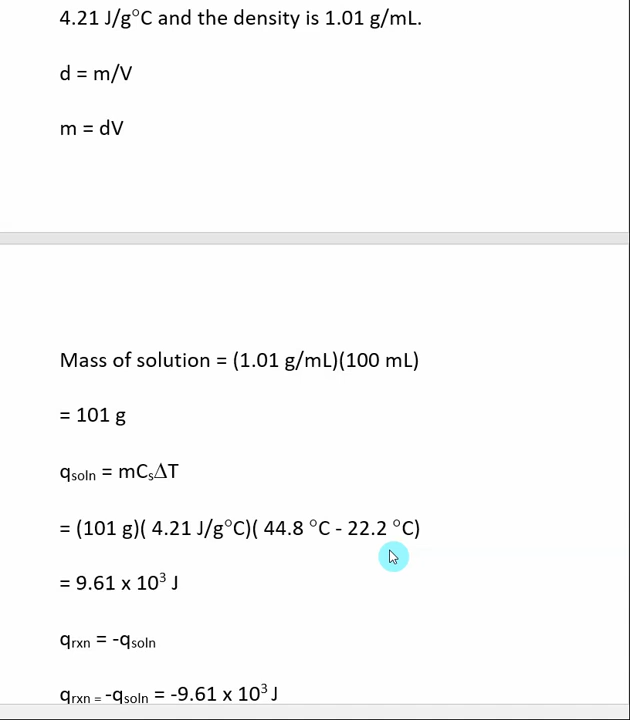 4.21 J/g°C and the density is 1.01 g/mL.
d = m/V
m = dV
Mass of solution = (1.01 g/mL)(100 mL)
= 101 g
qsoln = mCsΔT
= (101 g)( 4.21 J/g°C)( 44.8 °C - 22.2 °C)
= 9.61 x 10³ J
qrxn = -qsoln
qrxn = -qsoln = -9.61 x 10³ J